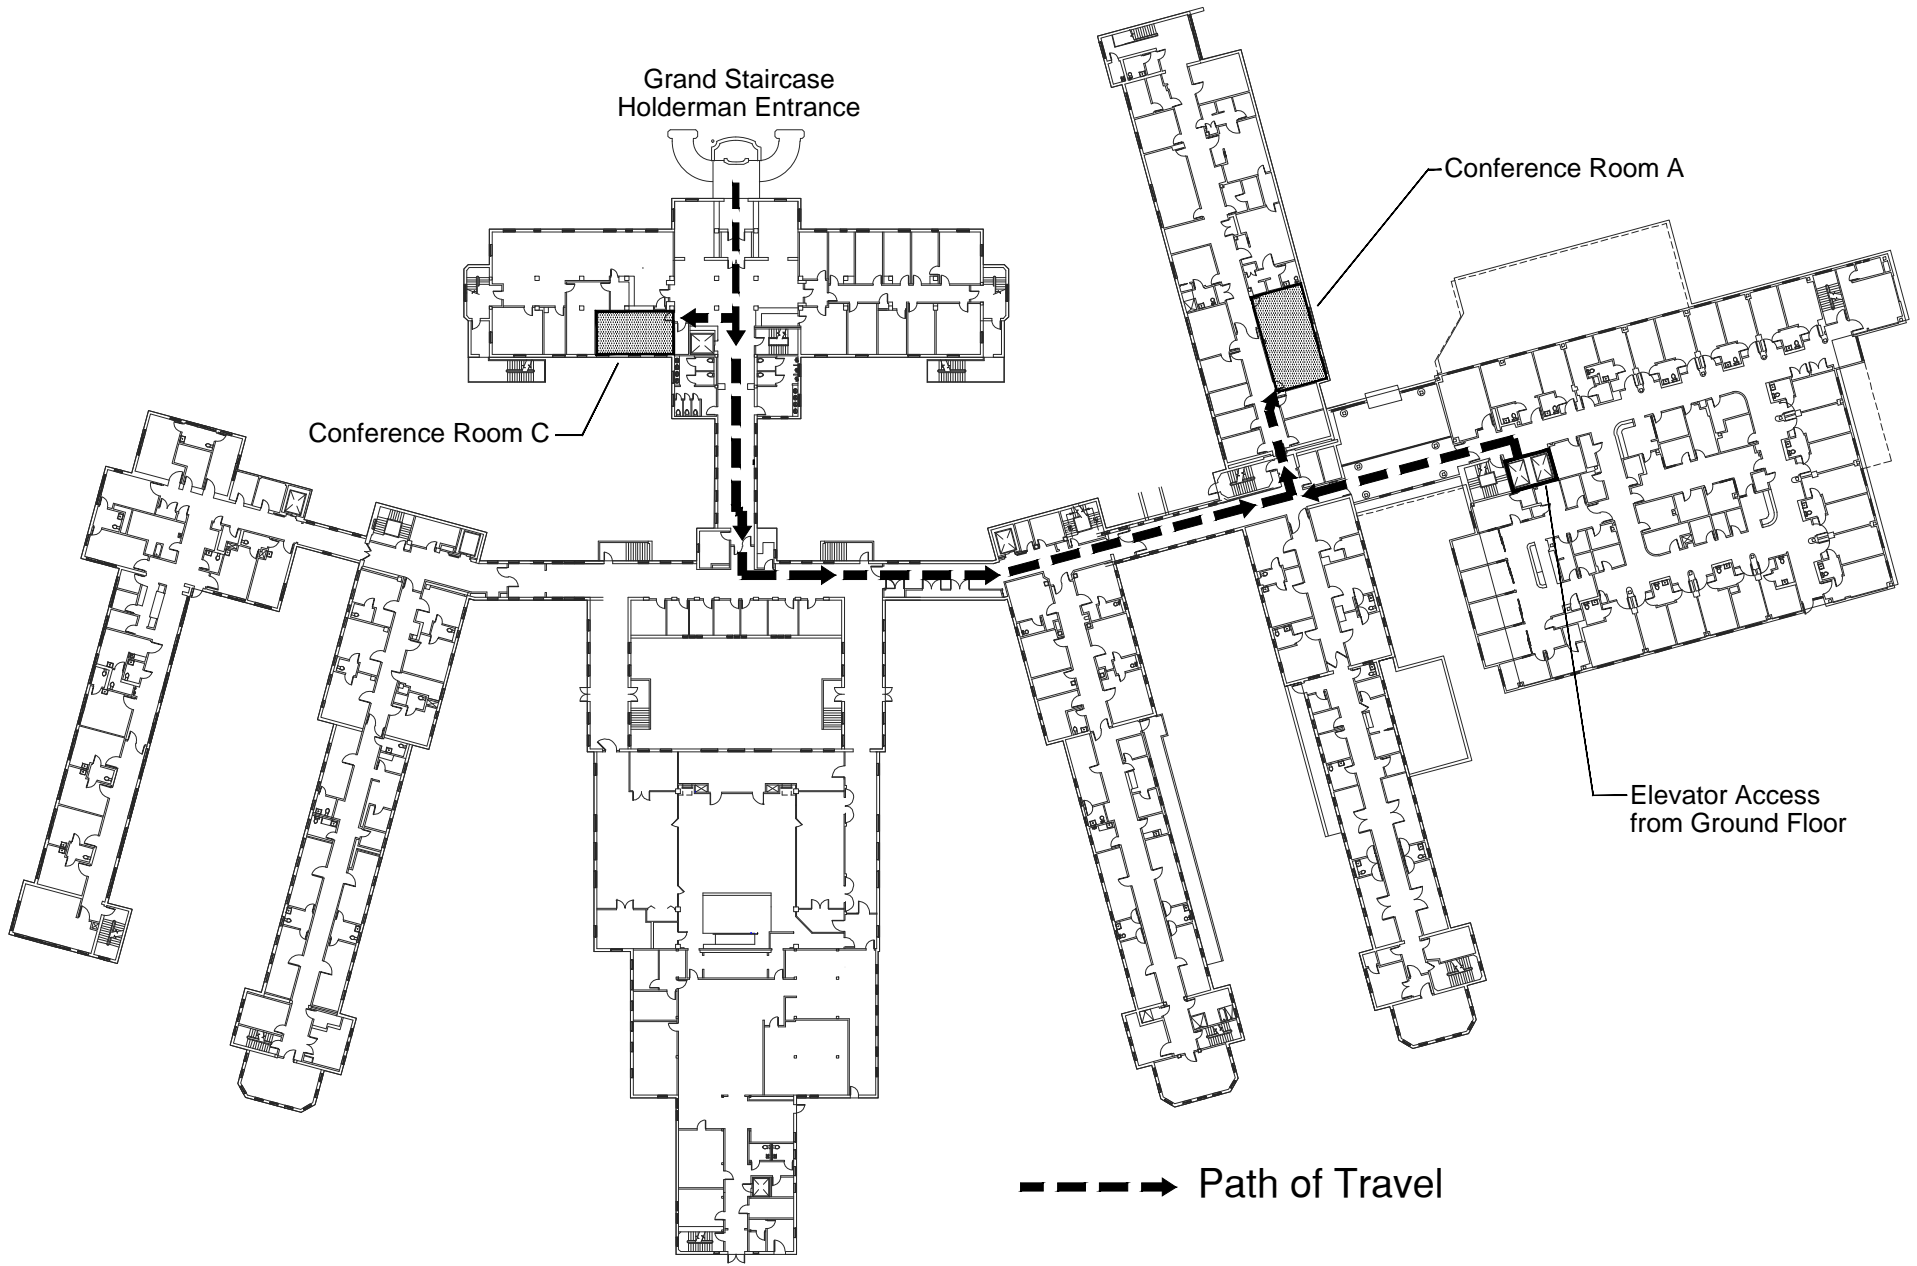 Grand Staircase
Holderman Entrance
Conference Room A
Conference Room C
Elevator Access
from Ground Floor
Path of Travel